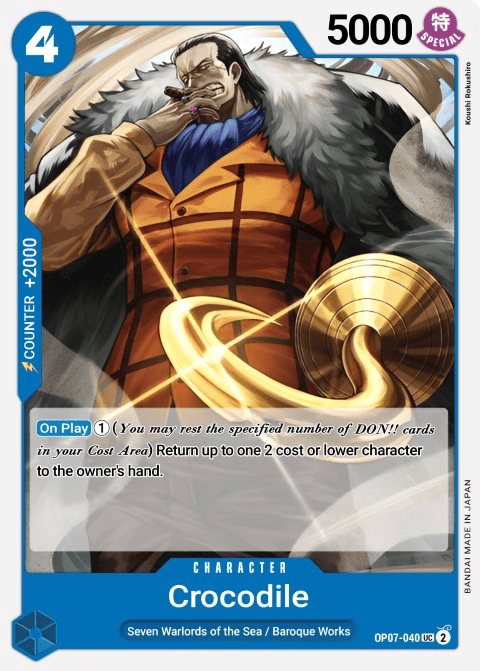 4
5000
特
SPECIAL
Koushi Rokushiro
⚡COUNTER +2000
On Play ① (You may rest the specified number of DON!! cards
in your Cost Area) Return up to one 2 cost or lower character
to the owner's hand.
BANDAI MADE IN JAPAN
CHARACTER
Crocodile
Seven Warlords of the Sea / Baroque Works
OP07-040 UC 2